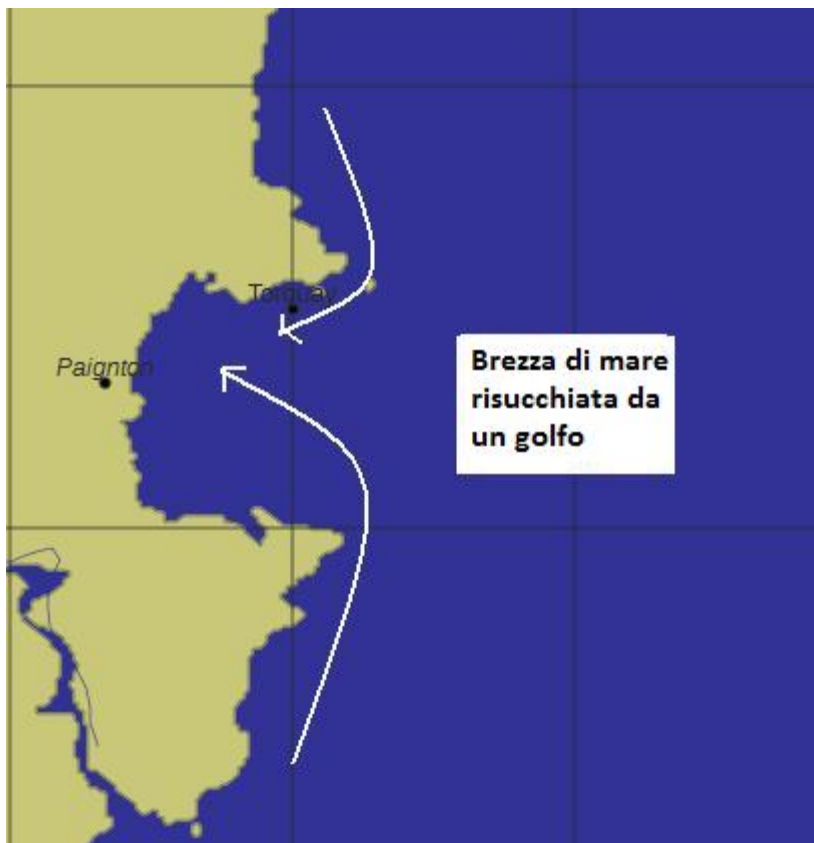 Torquay
Paignton
Brezza di mare
risucchiata da
un golfo